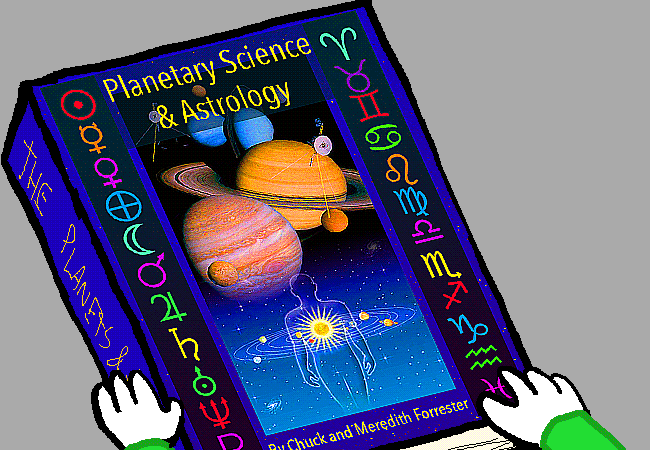 Planetary Science
& Astrology
By Chuck and Meredith Forrester
THE PLANETS &